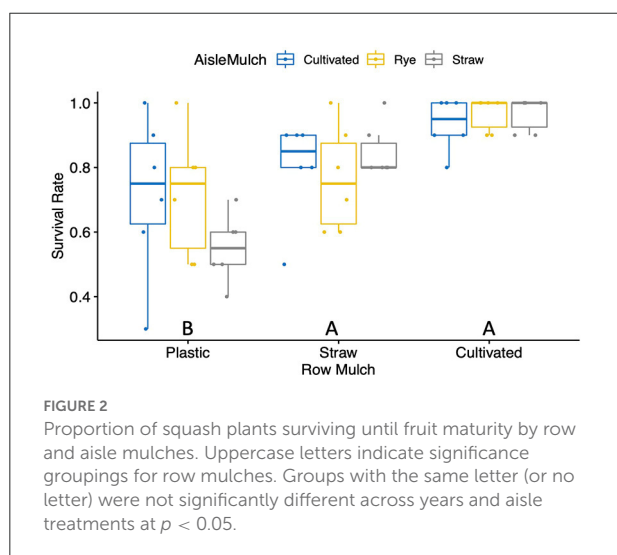 AisleMulch Cultivated Rye Straw
1.0
0.8
0.6
0.4
Survival Rate
B A A
Plastic Straw Cultivated
Row Mulch
FIGURE 2
Proportion of squash plants surviving until fruit maturity by row
and aisle mulches. Uppercase letters indicate significance
groupings for row mulches. Groups with the same letter (or no
letter) were not significantly different across years and aisle
treatments at p < 0.05.